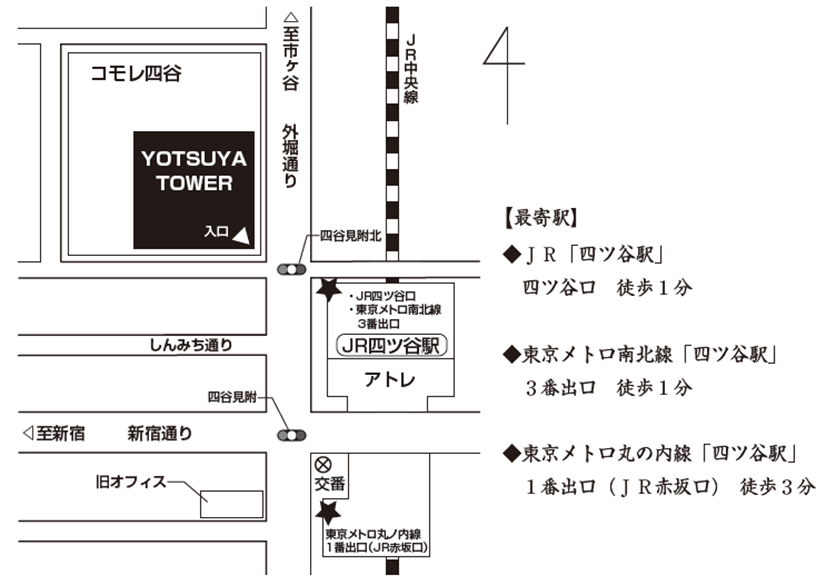 △至市ヶ谷
外堀通り
JR中央線
コモレ四谷
YOTSUYA
TOWER
入口
四谷見附北
・JR四ツ谷口
・東京メトロ南北線
3番出口
JR四ツ谷駅
アトレ
しんみち通り
四谷見附
◁至新宿
新宿通り
旧オフィス
交番
東京メトロ丸ノ内線
1番出口(JR赤坂口)
【最寄駅】
◆ＪＲ「四ツ谷駅」
四ツ谷口　徒歩１分
◆東京メトロ南北線「四ツ谷駅」
３番出口　徒歩１分
◆東京メトロ丸の内線「四ツ谷駅」
１番出口（ＪＲ赤坂口）　徒歩３分